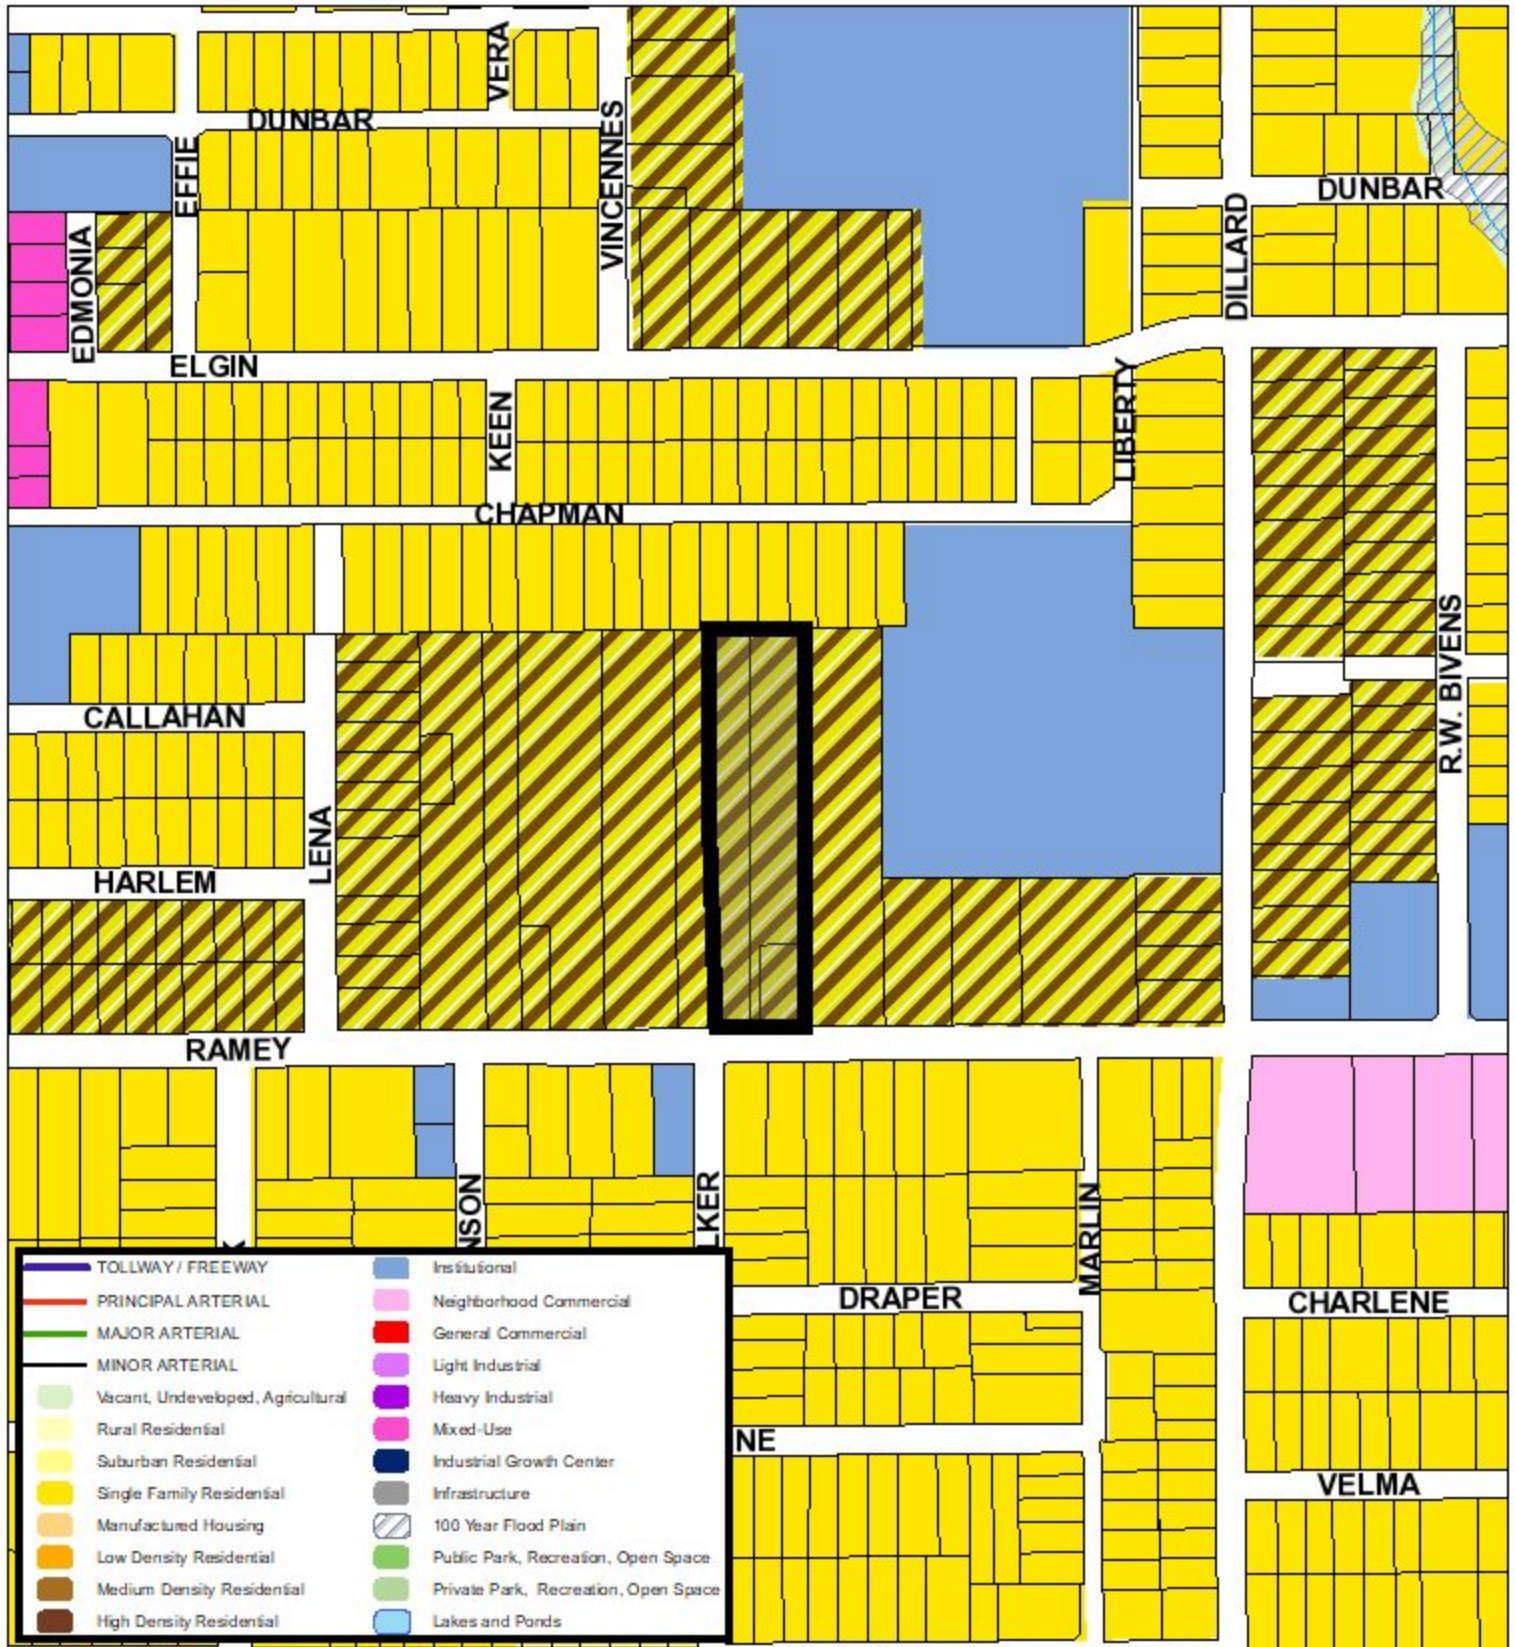 VERA
DUNBAR
VINCENNES
EFFIE
DUNBAR
DILLARD
EDMONIA
ELGIN
LIBERTY
KEEN
CHAPMAN
R.W. BIVENS
CALLAHAN
LENA
HARLEM
RAMEY
NSON
LKER
MARLIN
DRAPER
CHARLENE
NE
VELMA
TOLLWAY / FREEWAY
PRINCIPAL ARTERIAL
MAJOR ARTERIAL
MINOR ARTERIAL
Vacant, Undeveloped, Agricultural
Rural Residential
Suburban Residential
Single Family Residential
Manufactured Housing
Low Density Residential
Medium Density Residential
High Density Residential
Institutional
Neighborhood Commercial
General Commercial
Light Industrial
Heavy Industrial
Mixed-Use
Industrial Growth Center
Infrastructure
100 Year Flood Plain
Public Park, Recreation, Open Space
Private Park, Recreation, Open Space
Lakes and Ponds